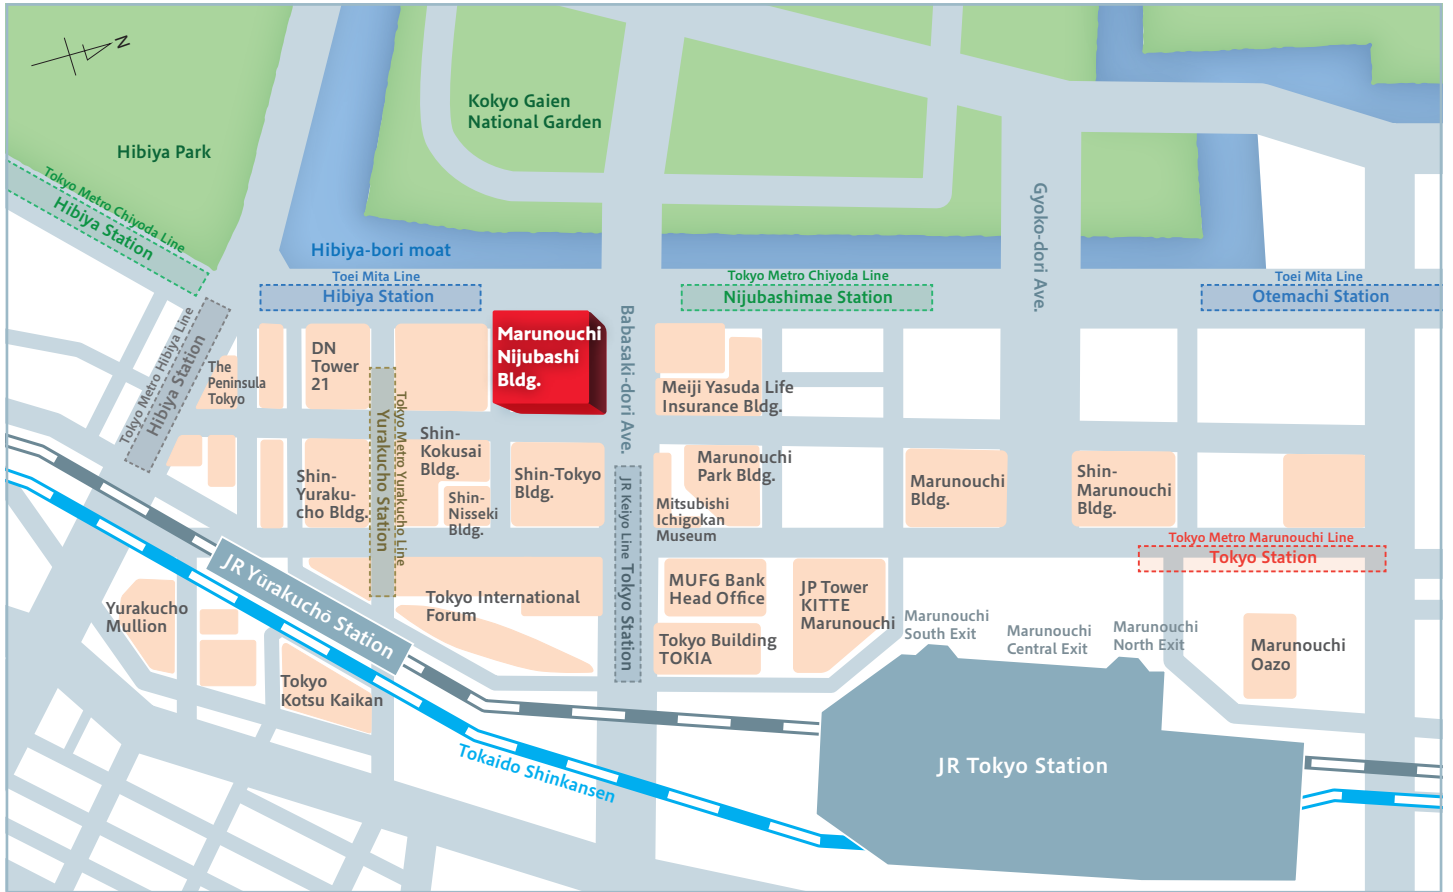 N
Kokyo Gaien
National Garden
Hibiya Park
Tokyo Metro Chiyoda Line
Hibiya Station
Gyoko-dori Ave.
Hibiya-bori moat
Toei Mita Line
Hibiya Station
Tokyo Metro Chiyoda Line
Nijubashimae Station
Toei Mita Line
Otemachi Station
Tokyo Metro Hibiya Line
Hibiya Station
The
Peninsula
Tokyo
DN
Tower
21
Marunouchi
Nijubashi
Bldg.
Babasaki-dori Ave.
Meiji Yasuda Life
Insurance Bldg.
Tokyo Metro Yurakucho Line
Yurakucho Station
Shin-
Kokusai
Bldg.
Shin-
Yuraku-
cho Bldg.
Shin-
Nisseki
Bldg.
Shin-Tokyo
Bldg.
JR Keiyo Line Tokyo Station
Marunouchi
Park Bldg.
Mitsubishi
Ichigokan
Museum
Marunouchi
Bldg.
Shin-
Marunouchi
Bldg.
Tokyo Metro Marunouchi Line
Tokyo Station
JR Yūrakuchō Station
Yurakucho
Mullion
Tokyo International
Forum
MUFG Bank
Head Office
JP Tower
KITTE
Marunouchi
Tokyo Building
TOKIA
Marunouchi
South Exit
Marunouchi
Central Exit
Marunouchi
North Exit
Marunouchi
Oazo
Tokyo
Kotsu Kaikan
Tokaido Shinkansen
JR Tokyo Station